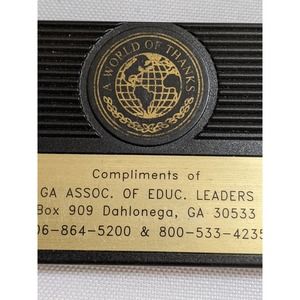 A WORLD OF THANKS
Compliments of
GA ASSOC. OF EDUC. LEADERS
Box 909 Dahlonega, GA 30533
06-864-5200 & 800-533-4235